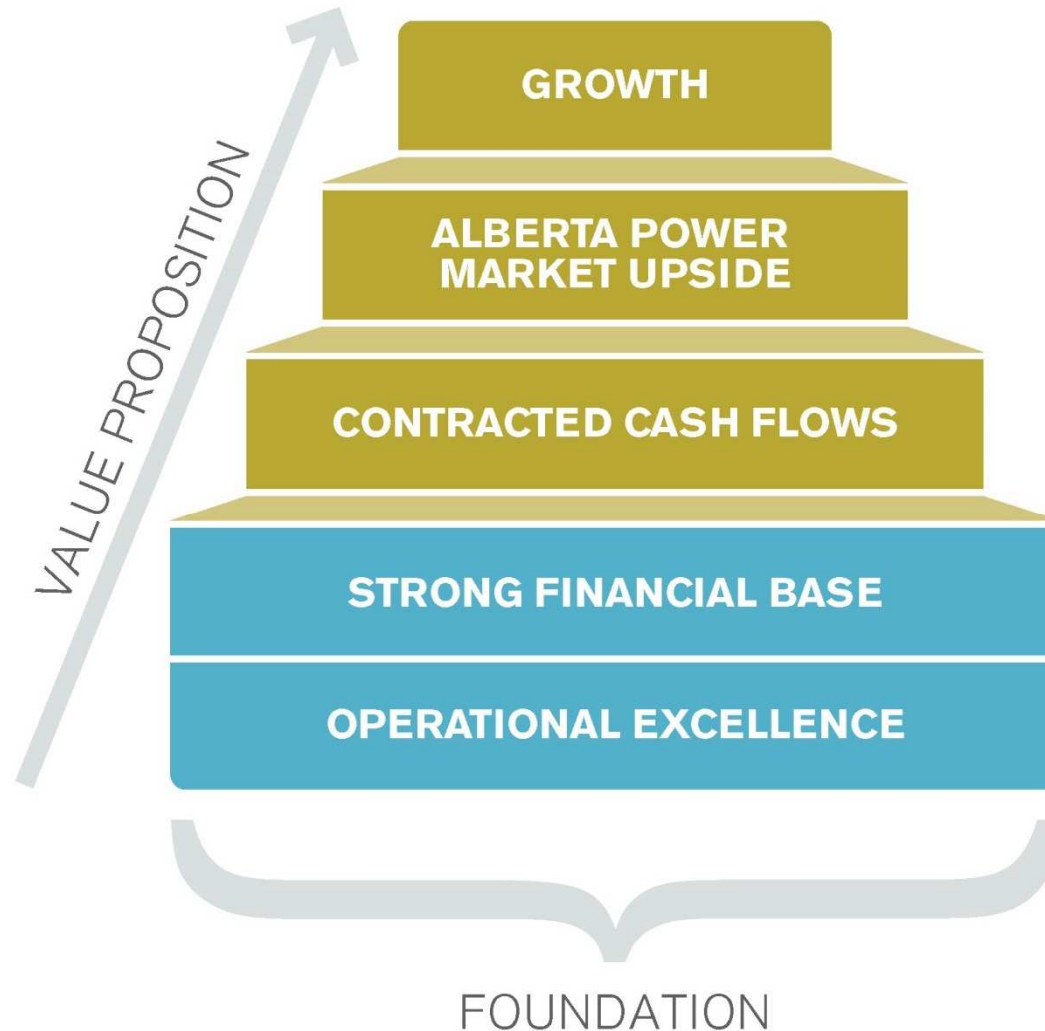 GROWTH
ALBERTA POWER
MARKET UPSIDE
CONTRACTED CASH FLOWS
STRONG FINANCIAL BASE
OPERATIONAL EXCELLENCE
VALUE PROPOSITION
FOUNDATION